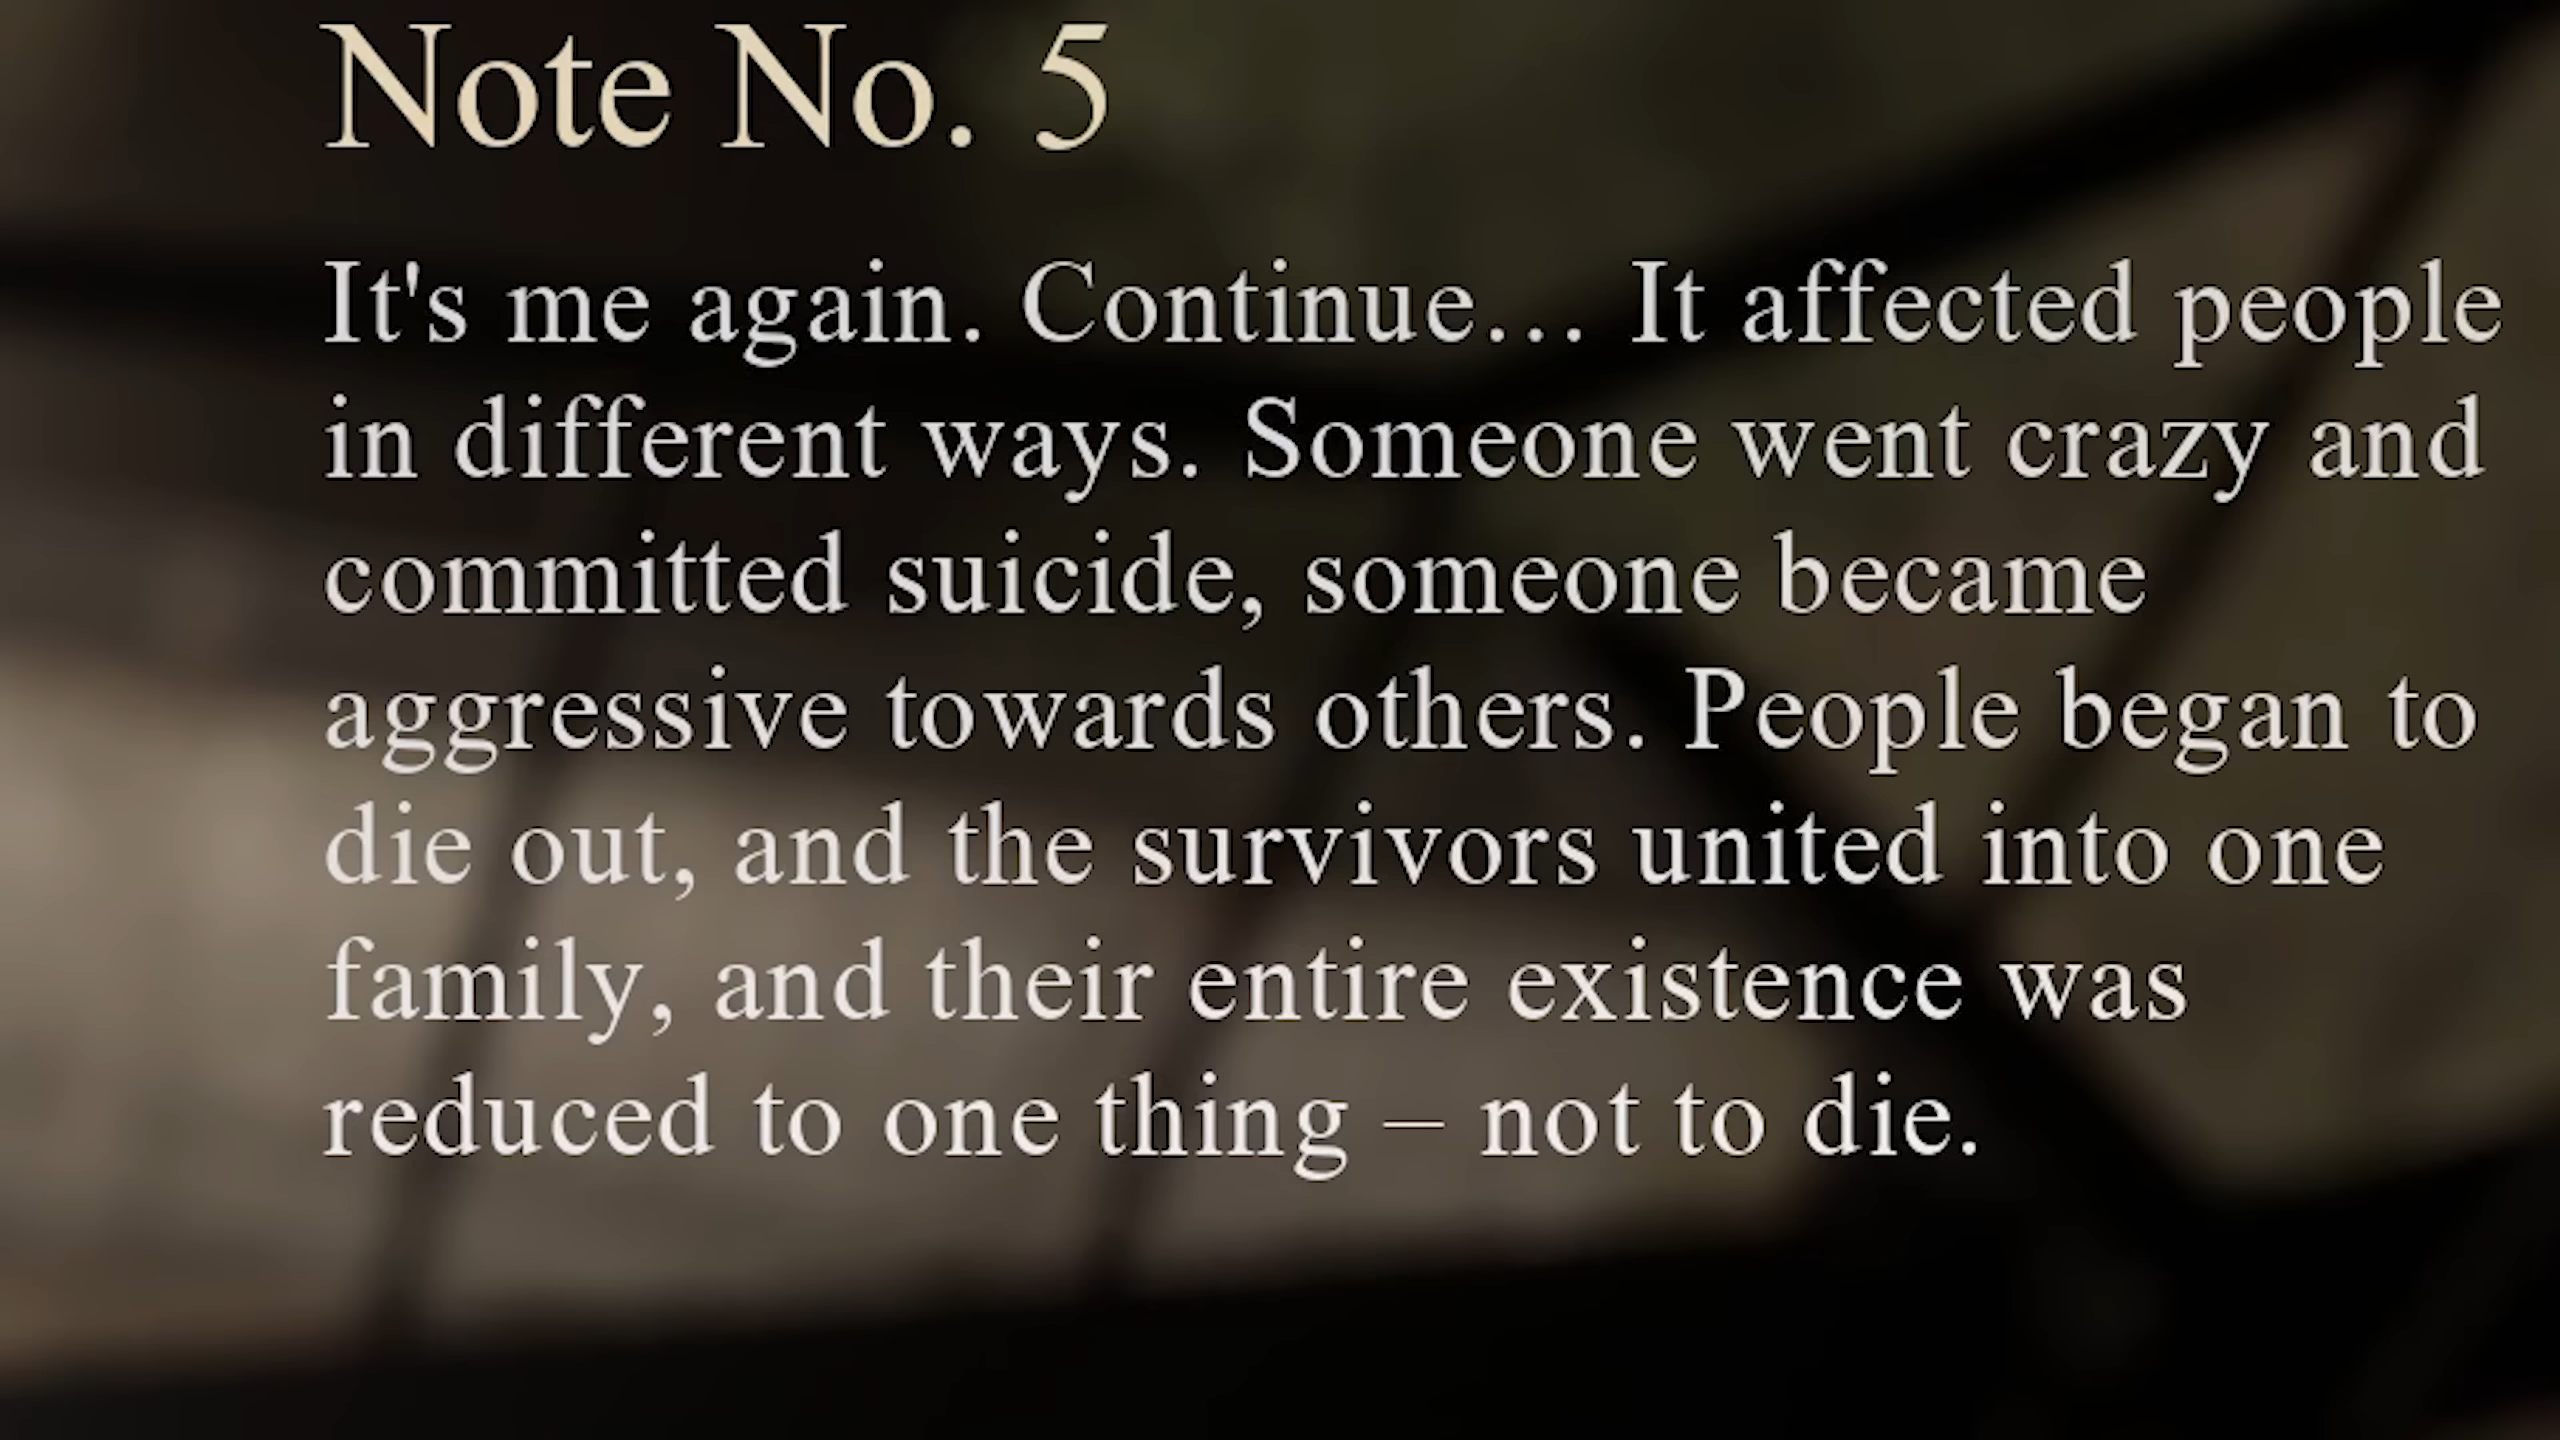 Note No. 5
It's me again. Continue… It affected people
in different ways. Someone went crazy and
committed suicide, someone became
aggressive towards others. People began to
die out, and the survivors united into one
family, and their entire existence was
reduced to one thing – not to die.